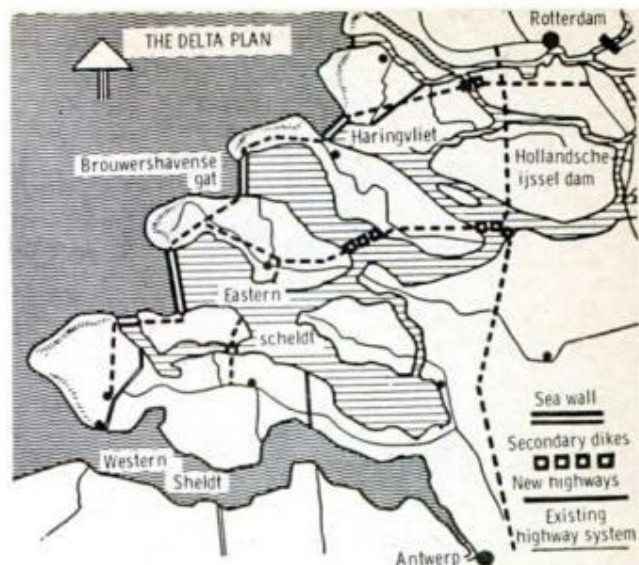 THE DELTA PLAN
Rotterdam
Haringvliet
Brouwershavense
gat
Hollandsche
ijssel dam
Eastern
scheldt
Western
Sheldt
Antwerp
Sea wall
Secondary dikes
New highways
Existing
highway system